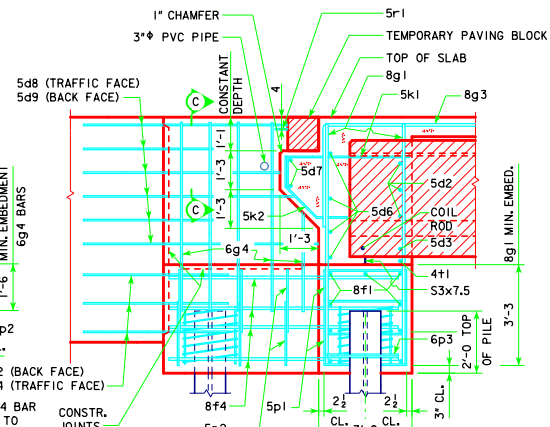 1" CHAMFER
5r1
3"Φ PVC PIPE
TEMPORARY PAVING BLOCK
TOP OF SLAB
8g1
5k1
8g3
5d8 (TRAFFIC FACE)
5d9 (BACK FACE)
CONSTANT
DEPTH
4
C
1'-1
1'-3
1'-3
C
5d7
5d2
5k2
5d6
1'-3
COIL
ROD
6g4
5d3
MIN. EMBEDMENT
6g4 BARS
1'-6
8g1 MIN. EMBED.
4t1
8f1
S3x7.5
3'-3
6p3
2'-0 TOP
OF PILE
p2
2 (BACK FACE)
4 (TRAFFIC FACE)
4 BAR
TO
CONSTR.
JOINTS
8f4
5p1
2½
CL.
2½
CL.
3" CL.